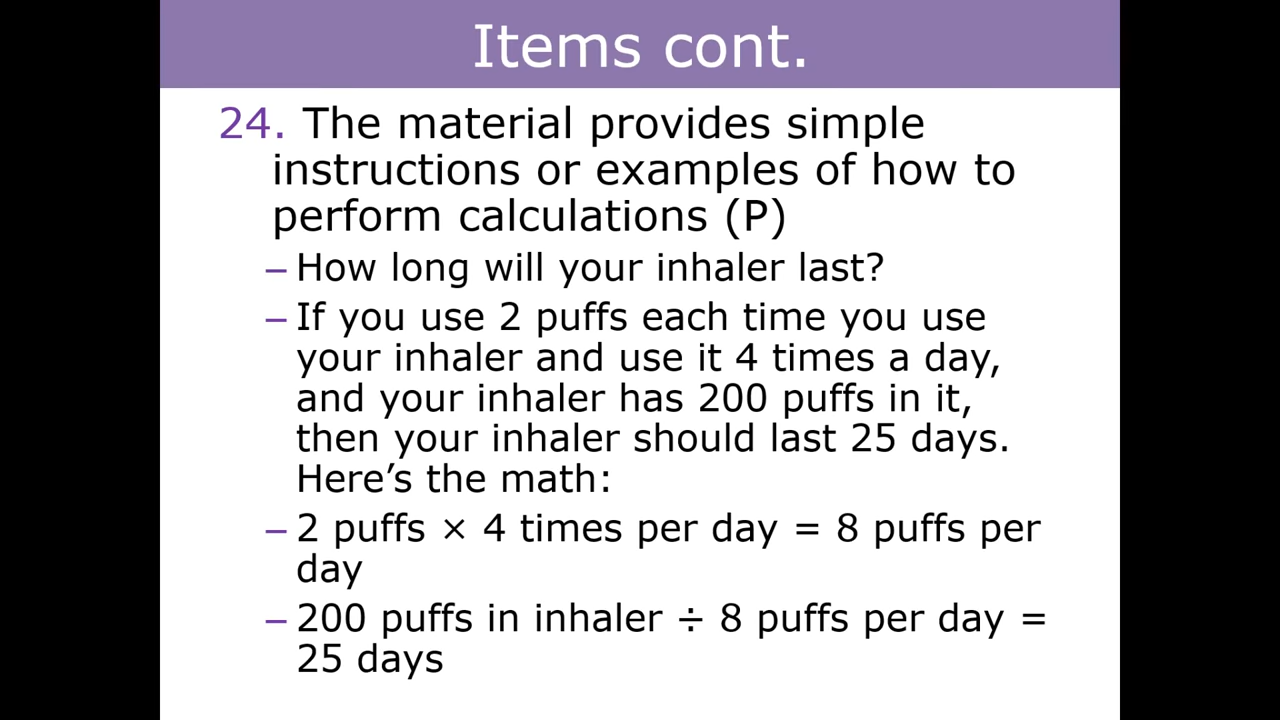 Items cont.
24. The material provides simple
instructions or examples of how to
perform calculations (P)
– How long will your inhaler last?
– If you use 2 puffs each time you use
your inhaler and use it 4 times a day,
and your inhaler has 200 puffs in it,
then your inhaler should last 25 days.
Here’s the math:
– 2 puffs × 4 times per day = 8 puffs per
day
– 200 puffs in inhaler ÷ 8 puffs per day =
25 days